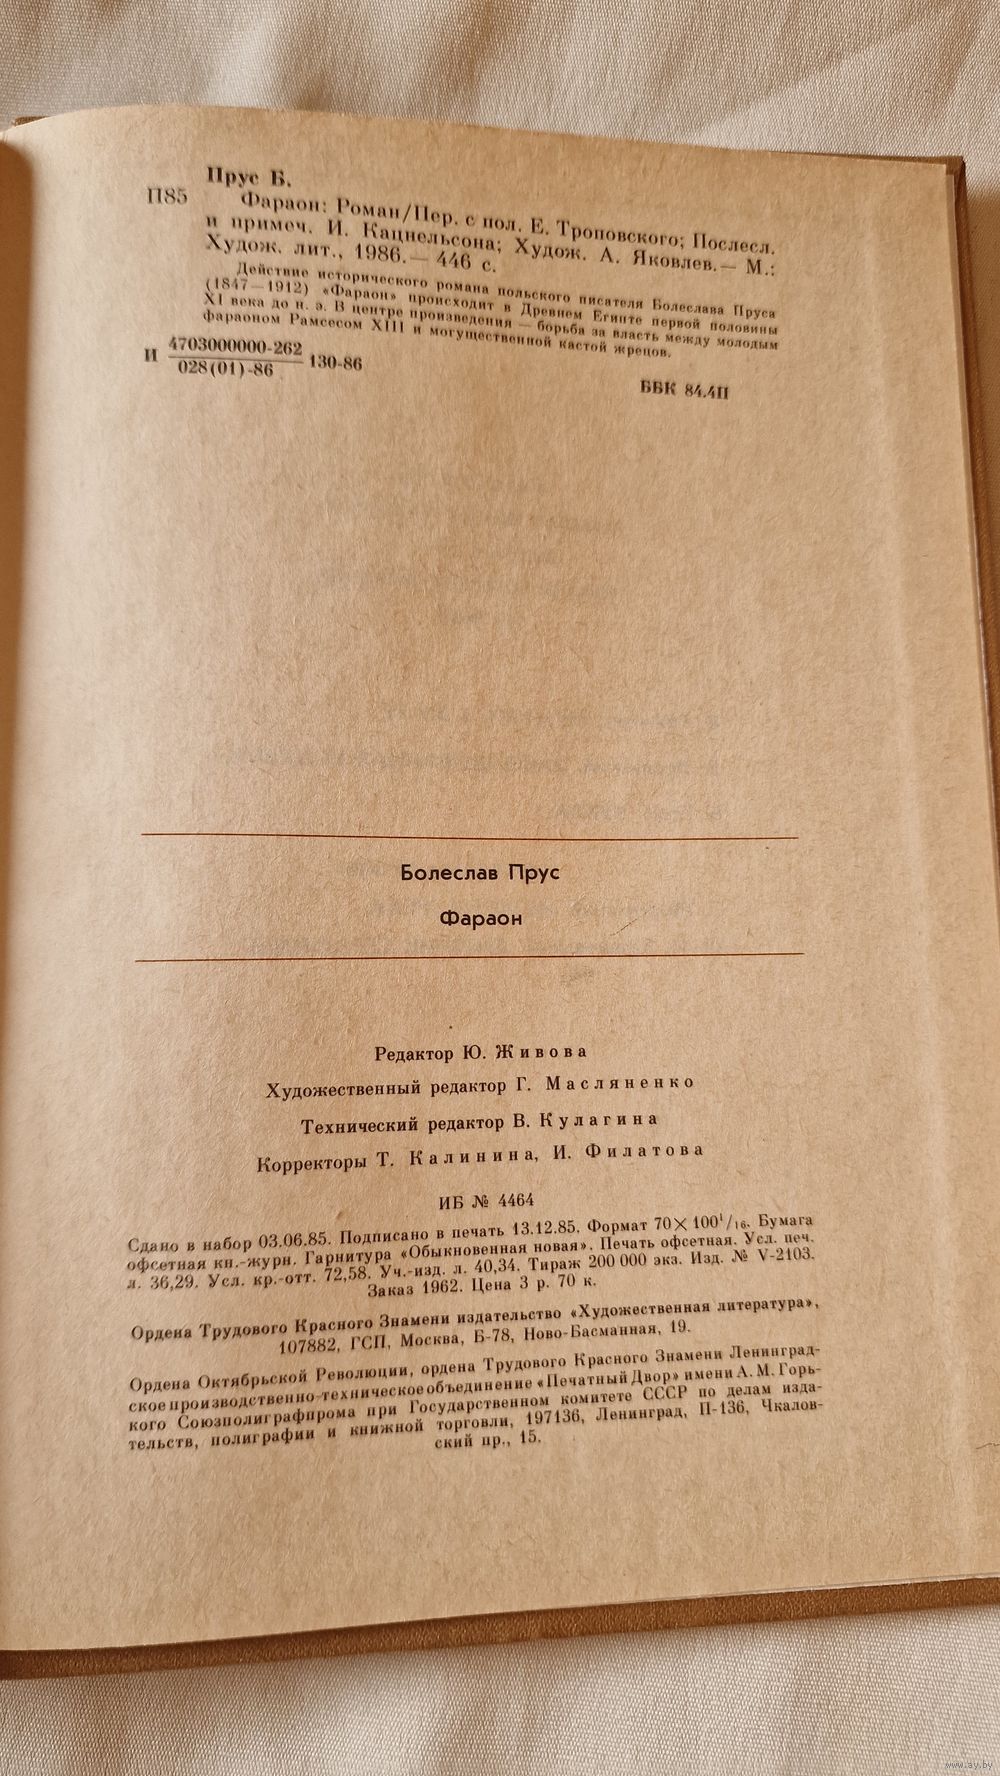 Прус Б.
П85
Фараон: Роман/Пер. с пол. Е. Троповского; Послесл.
и примеч. И. Кацнельсона; Худож. А. Яковлев.— М.:
Худож. лит., 1986.— 446 с.
Действие исторического романа польского писателя Болеслава Пруса
(1847—1912) «Фараон» происходит в Древнем Египте первой половины
XI века до н. э. В центре произведения — борьба за власть между молодым
фараоном Рамсесом XIII и могущественной кастой жрецов.
И 4703000000-262
028(01)-86 130-86
ББК 84.4П
Болеслав Прус
Фараон
Редактор Ю. Живова
Художественный редактор Г. Масляненко
Технический редактор В. Кулагина
Корректоры Т. Калинина, И. Филатова
ИБ № 4464
Сдано в набор 03.06.85. Подписано в печать 13.12.85. Формат 70×100¹/₁₆. Бумага
офсетная кн.-журн. Гарнитура «Обыкновенная новая». Печать офсетная. Усл. печ.
л. 36,29. Усл. кр.-отт. 72,58. Уч.-изд. л. 40,34. Тираж 200 000 экз. Изд. № V-2103.
Заказ 1962. Цена 3 р. 70 к.
Ордена Трудового Красного Знамени издательство «Художественная литература»,
107882, ГСП, Москва, Б-78, Ново-Басманная, 19.
Ордена Октябрьской Революции, ордена Трудового Красного Знамени Ленинград-
ское производственно-техническое объединение «Печатный Двор» имени А. М. Горь-
кого Союзполиграфпрома при Государственном комитете СССР по делам изда-
тельств, полиграфии и книжной торговли, 197136, Ленинград, П-136, Чкалов-
ский пр., 15.
www.ay.by